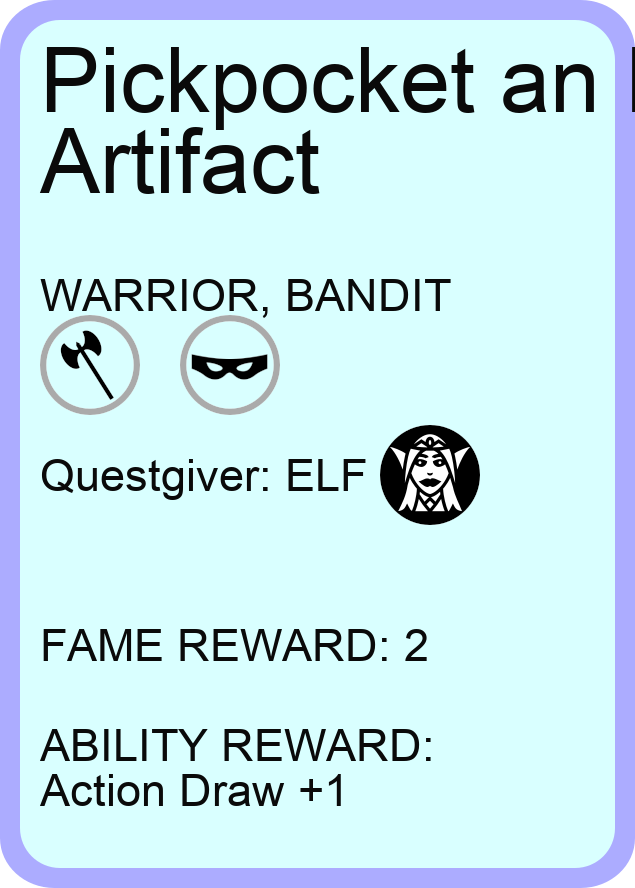 Pickpocket an
Artifact
WARRIOR, BANDIT
Questgiver: ELF
FAME REWARD: 2
ABILITY REWARD:
Action Draw +1